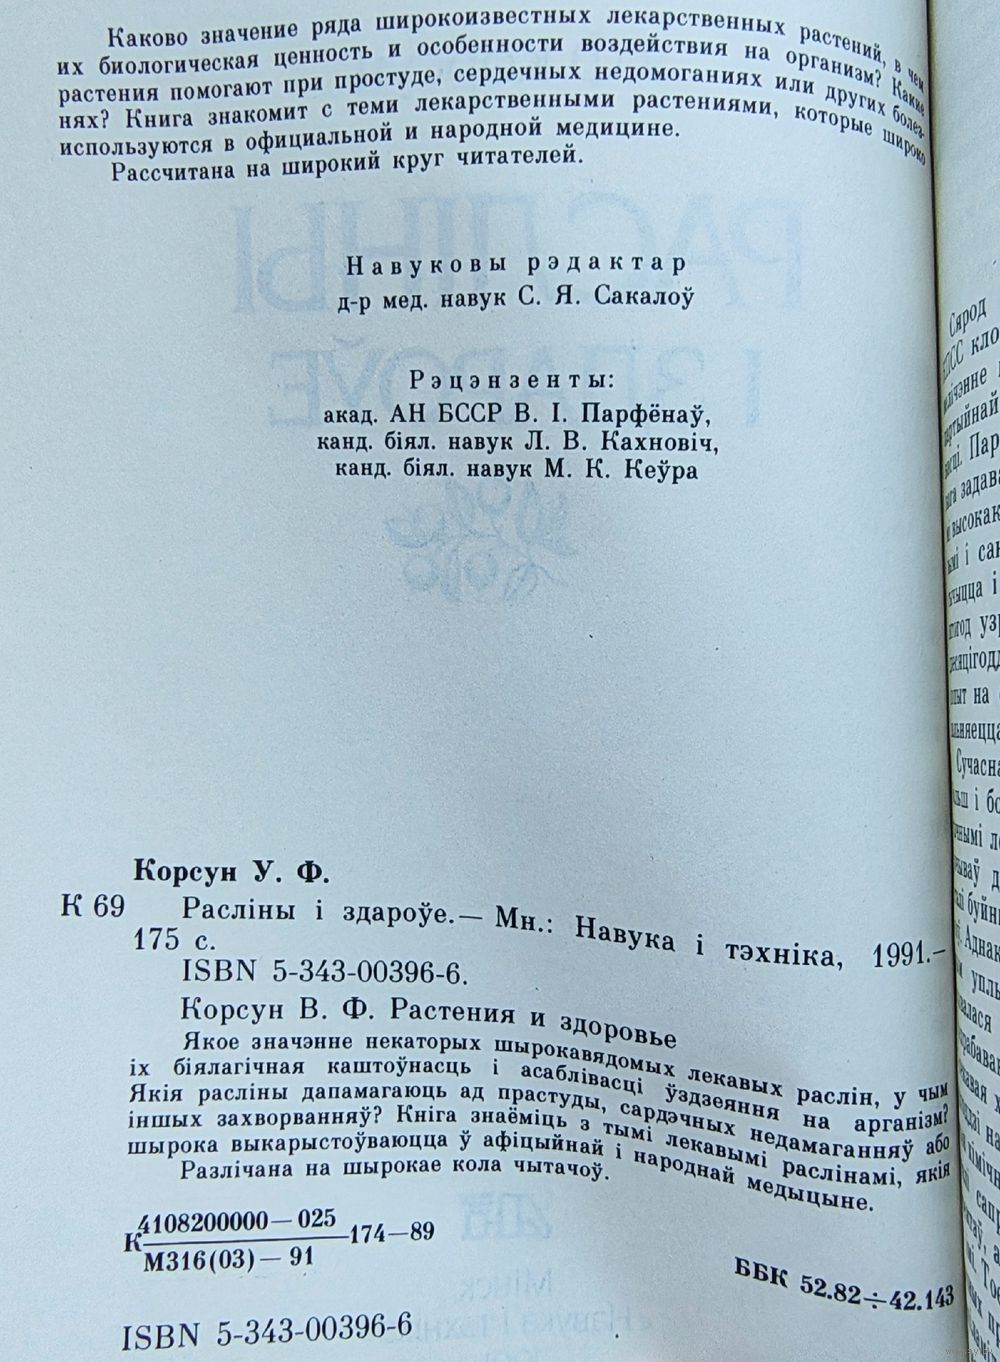 Каково значение ряда широкоизвестных лекарственных растений, в чем
их биологическая ценность и особенности воздействия на организм? Какие
растения помогают при простуде, сердечных недомоганиях или других болез-
нях? Книга знакомит с теми лекарственными растениями, которые широко
используются в официальной и народной медицине.
Рассчитана на широкий круг читателей.
Навуковы рэдактар
д-р мед. навук С. Я. Сакалоў
Рэцэнзенты:
акад. АН БССР В. І. Парфёнаў,
канд. біял. навук Л. В. Кахновіч,
канд. біял. навук М. К. Кеўра
Корсун У. Ф.
К 69 Расліны і здароўе.— Мн.: Навука і тэхніка, 1991.—
175 с.
ISBN 5-343-00396-6.
Корсун В. Ф. Растения и здоровье
Якое значэнне некаторых шырокавядомых лекавых раслін, у чым
іх біялагічная каштоўнасць і асаблівасці ўздзеяння на арганізм?
Якія расліны дапамагаюць ад прастуды, сардэчных недамаганняў або
іншых захворванняў? Кніга знаёміць з тымі лекавымі раслінамі, якія
шырока выкарыстоўваюцца ў афіцыйнай і народнай медыцыне.
Разлічана на шырокае кола чытачоў.
К 4108200000—025 174—89
М316(03)—91
ББК 52.82÷42.143
ISBN 5-343-00396-6
Сярод
КПСС
на
Сучасна
і
Аднак